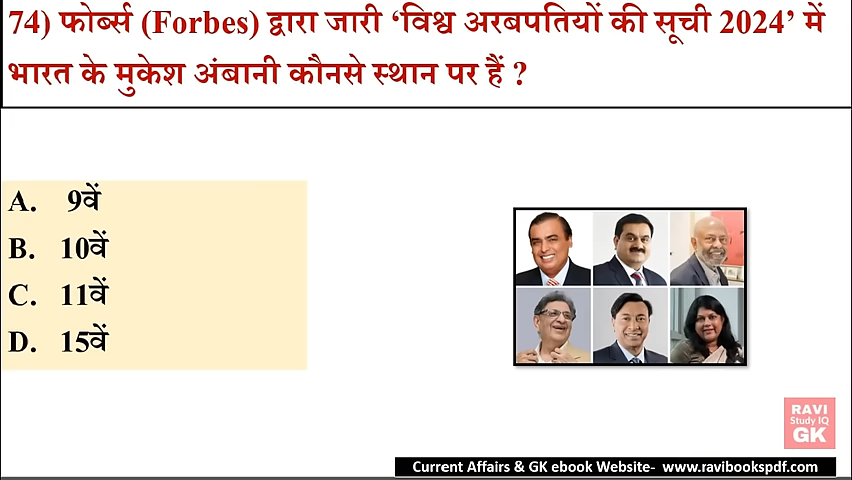 74) फोर्ब्स (Forbes) द्वारा जारी ‘विश्व अरबपतियों की सूची 2024’ में
भारत के मुकेश अंबानी कौनसे स्थान पर हैं ?
A. 9वें
B. 10वें
C. 11वें
D. 15वें
RAVI
Study IQ
GK
Current Affairs & GK ebook Website- www.ravibookspdf.com